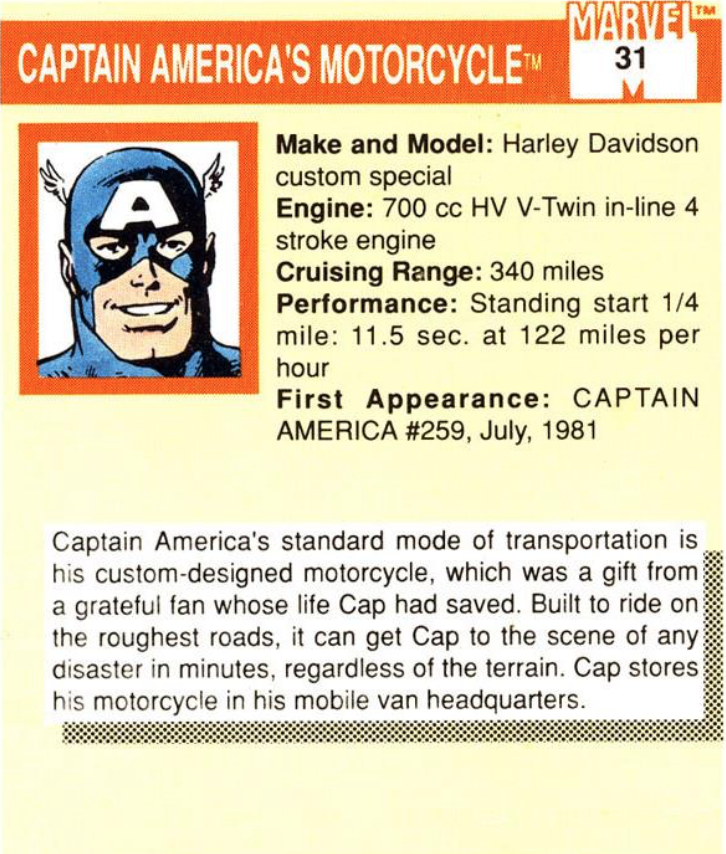 MARVEL™
CAPTAIN AMERICA'S MOTORCYCLE™
31
M
A
Make and Model: Harley Davidson
custom special
Engine: 700 cc HV V-Twin in-line 4
stroke engine
Cruising Range: 340 miles
Performance: Standing start 1/4
mile: 11.5 sec. at 122 miles per
hour
First Appearance: CAPTAIN
AMERICA #259, July, 1981
Captain America's standard mode of transportation is
his custom-designed motorcycle, which was a gift from
a grateful fan whose life Cap had saved. Built to ride on
the roughest roads, it can get Cap to the scene of any
disaster in minutes, regardless of the terrain. Cap stores
his motorcycle in his mobile van headquarters.